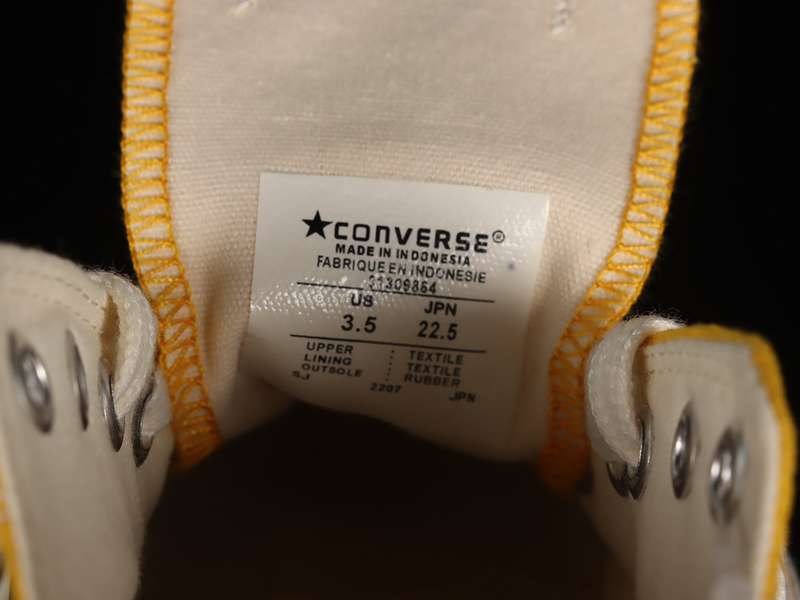 ★CONVERSE®
MADE IN INDONESIA
FABRIQUE EN INDONESIE
31309864
US JPN
3.5 22.5
UPPER : TEXTILE
LINING : TEXTILE
OUTSOLE : RUBBER
SJ 2207 JPN